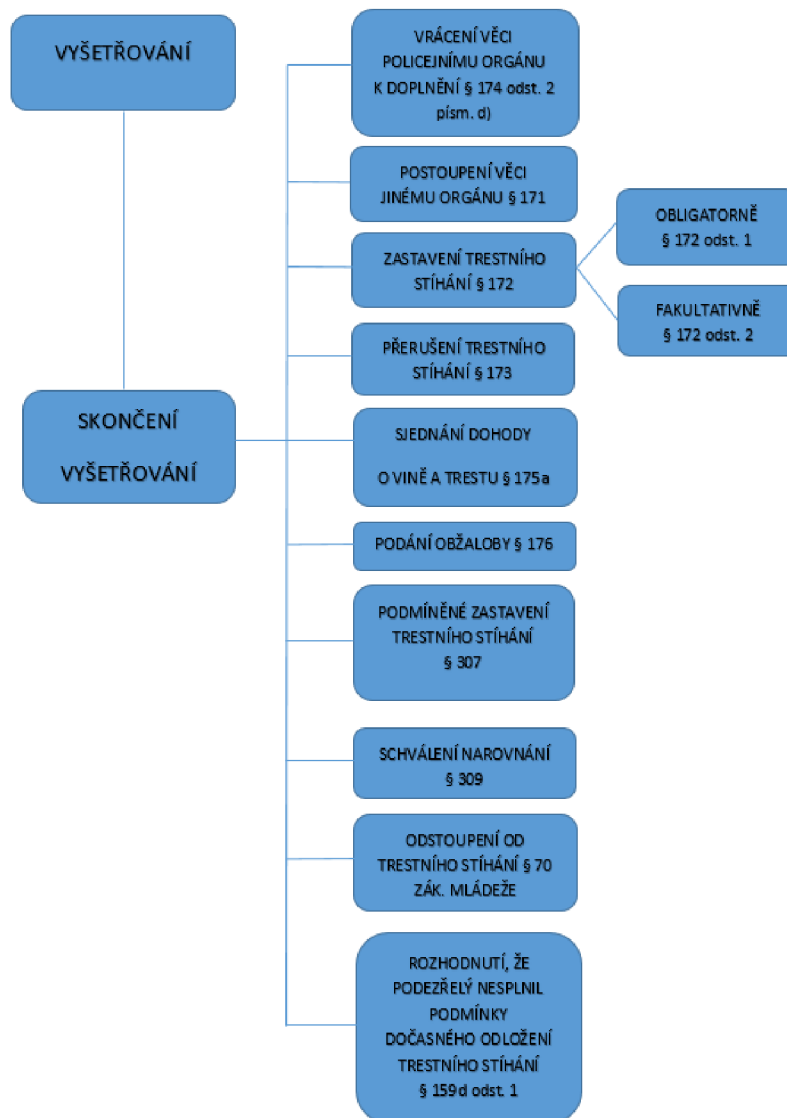 VYŠETŘOVÁNÍ
SKONČENÍ
VYŠETŘOVÁNÍ
VRÁCENÍ VĚCI
POLICEJNÍMU ORGÁNU
K DOPLNĚNÍ § 174 odst. 2
písm. d)
POSTOUPENÍ VĚCI
JINÉMU ORGÁNU § 171
ZASTAVENÍ TRESTNÍHO
STÍHÁNÍ § 172
OBLIGATORNĚ
§ 172 odst. 1
FAKULTATIVNĚ
§ 172 odst. 2
PŘERUŠENÍ TRESTNÍHO
STÍHÁNÍ § 173
SJEDNÁNÍ DOHODY
O VINĚ A TRESTU § 175a
PODÁNÍ OBŽALOBY § 176
PODMÍNĚNÉ ZASTAVENÍ
TRESTNÍHO STÍHÁNÍ
§ 307
SCHVÁLENÍ NAROVNÁNÍ
§ 309
ODSTOUPENÍ OD
TRESTNÍHO STÍHÁNÍ § 70
ZÁK. MLÁDEŽE
ROZHODNUTÍ, ŽE
PODEZŘELÝ NESPLNIL
PODMÍNKY
DOČASNÉHO ODLOŽENÍ
TRESTNÍHO STÍHÁNÍ
§ 159d odst. 1